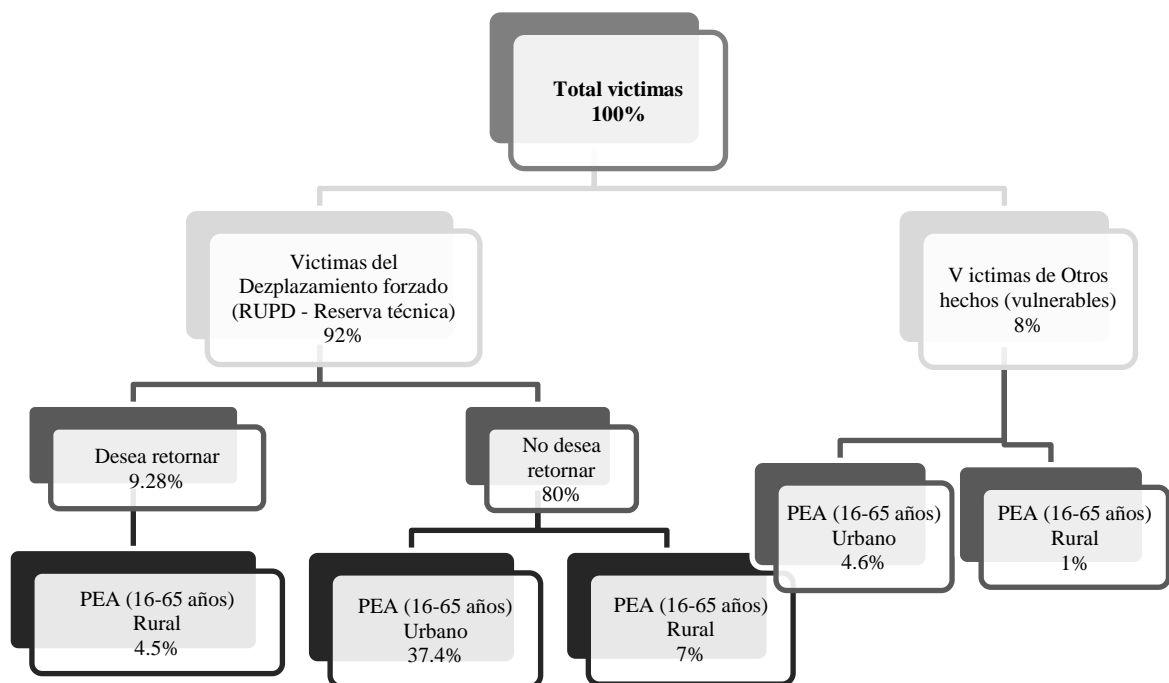 Total victimas
100%
Victimas del
Dezplazamiento forzado
(RUPD - Reserva técnica)
92%
V ictimas de Otros
hechos (vulnerables)
8%
Desea retornar
9.28%
No desea
retornar
80%
PEA (16-65 años)
Urbano
4.6%
PEA (16-65 años)
Rural
1%
PEA (16-65 años)
Rural
4.5%
PEA (16-65 años)
Urbano
37.4%
PEA (16-65 años)
Rural
7%